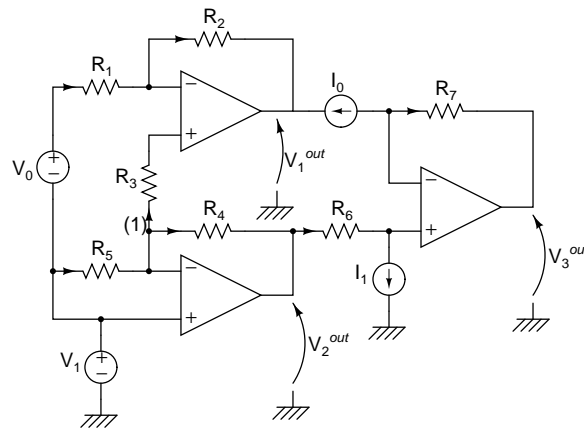 R2
R1
I0
R7
−
+
V0
+
−
V1out
R3
−
+
(1)
R4
R6
R5
−
+
I1
V3ou
V2out
V1
+
−